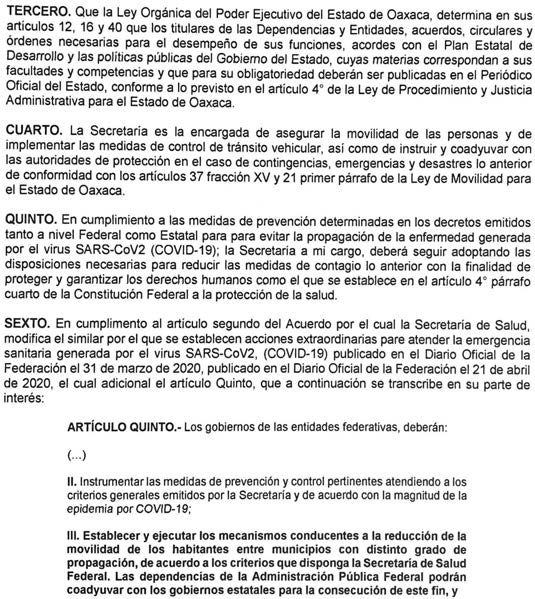 TERCERO. Que la Ley Orgánica del Poder Ejecutivo del Estado de Oaxaca, determina en sus
articulos 12, 16 y 40 que los titulares de las Dependencias y Entidades, acuerdos, circulares y
órdenes necesarias para el desempeño de sus funciones, acordes con el Plan Estatal de
Desarrollo y las políticas públicas del Gobierno del Estado, cuyas materias correspondan a sus
facultades y competencias y que para su obligatoriedad deberán ser publicadas en el Periódico
Oficial del Estado, conforme a lo previsto en el artículo 4° de la Ley de Procedimiento y Justicia
Administrativa para el Estado de Oaxaca.
CUARTO. La Secretaría es la encargada de asegurar la movilidad de las personas y de
implementar las medidas de control de tránsito vehicular, así como de instruir y coadyuvar con
las autoridades de protección en el caso de contingencias, emergencias y desastres lo anterior
de conformidad con los artículos 37 fracción XV y 21 primer párrafo de la Ley de Movilidad para
el Estado de Oaxaca.
QUINTO. En cumplimiento a las medidas de prevención determinadas en los decretos emitidos
tanto a nivel Federal como Estatal para para evitar la propagación de la enfermedad generada
por el virus SARS-CoV2 (COVID-19); la Secretaría a mi cargo, deberá seguir adoptando las
disposiciones necesarias para reducir las medidas de contagio lo anterior con la finalidad de
proteger y garantizar los derechos humanos como el que se establece en el artículo 4° párrafo
cuarto de la Constitución Federal a la protección de la salud.
SEXTO. En cumplimento al articulo segundo del Acuerdo por el cual la Secretaría de Salud,
modifica el similar por el que se establecen acciones extraordinarias pare atender la emergencia
sanitaria generada por el virus SARS-CoV2, (COVID-19) publicado en el Diario Oficial de la
Federación el 31 de marzo de 2020, publicado en el Diario Oficial de la Federación el 21 de abril
de 2020, el cual adicional el artículo Quinto, que a continuación se transcribe en su parte de
interés:
ARTÍCULO QUINTO.- Los gobiernos de las entidades federativas, deberán:
(...)
II. Instrumentar las medidas de prevención y control pertinentes atendiendo a los
criterios generales emitidos por la Secretaría y de acuerdo con la magnitud de la
epidemia por COVID-19;
III. Establecer y ejecutar los mecanismos conducentes a la reducción de la
movilidad de los habitantes entre municipios con distinto grado de
propagación, de acuerdo a los criterios que disponga la Secretaría de Salud
Federal. Las dependencias de la Administración Pública Federal podrán
coadyuvar con los gobiernos estatales para la consecución de este fin, y